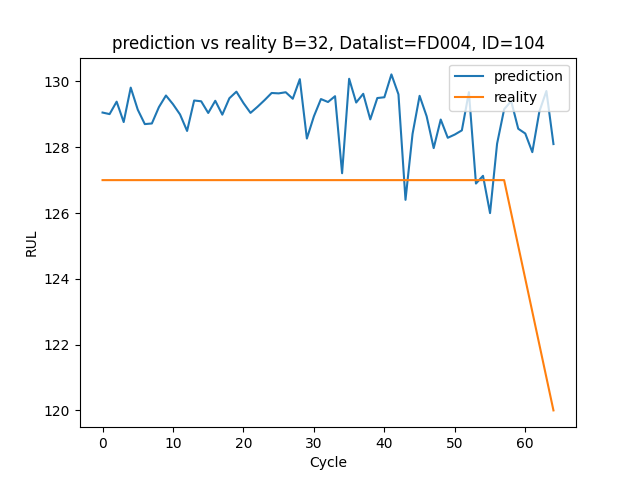 prediction vs reality B=32, Datalist=FD004, ID=104
prediction
reality
130
128
126
124
122
120
RUL
0 10 20 30 40 50 60
Cycle